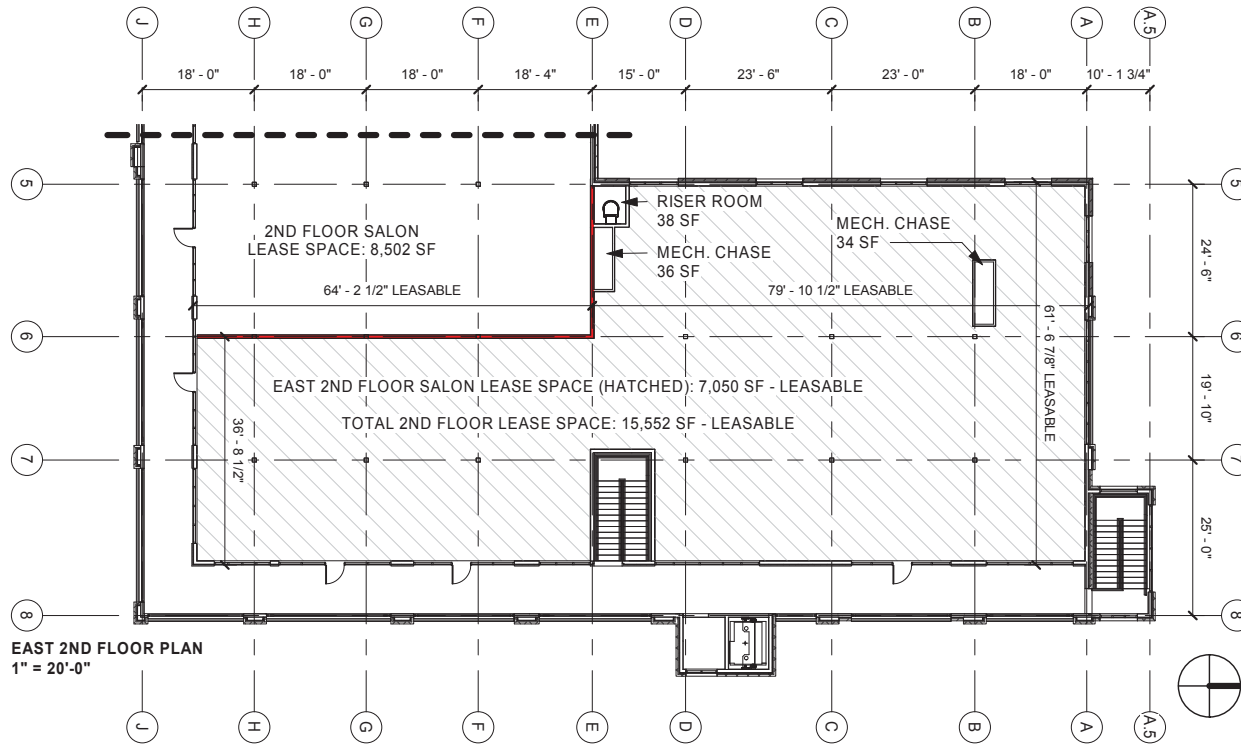 J H G F E D C B A A.5
18' - 0" 18' - 0" 18' - 0" 18' - 4" 15' - 0" 23' - 6" 23' - 0" 18' - 0" 10' - 1 3/4"
5 5
RISER ROOM
38 SF
2ND FLOOR SALON
LEASE SPACE: 8,502 SF
MECH. CHASE
34 SF
MECH. CHASE
36 SF
24' - 6"
64' - 2 1/2" LEASABLE
79' - 10 1/2" LEASABLE
61' - 6 7/8" LEASABLE
6 6
EAST 2ND FLOOR SALON LEASE SPACE (HATCHED): 7,050 SF - LEASABLE
19' - 10"
TOTAL 2ND FLOOR LEASE SPACE: 15,552 SF - LEASABLE
36' - 8 1/2"
7 7
25' - 0"
8 8
EAST 2ND FLOOR PLAN
1" = 20'-0"
J H G F E D C B A A.5